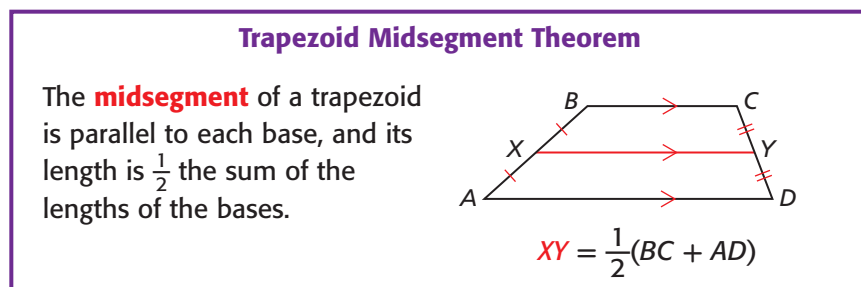 Trapezoid Midsegment Theorem
The midsegment of a trapezoid
is parallel to each base, and its
length is 1/2 the sum of the
lengths of the bases.
B C
X Y
A D
XY = 1/2(BC + AD)